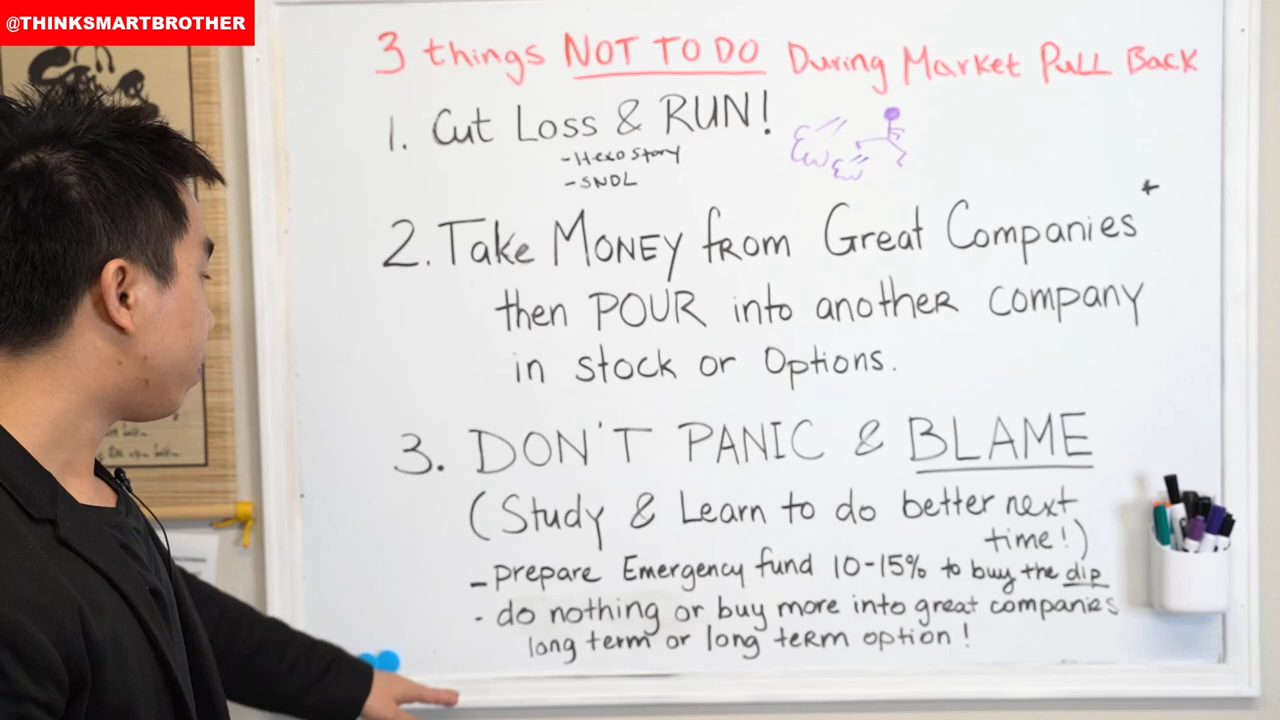 @THINKSMARTBROTHER
3 things NOT TO DO During Market Pull Back
1. Cut Loss & RUN!
- Hexo Story
- SNDL
2. Take MONEY from Great Companies
then POUR into another company
in stock or Options.
3. DON'T PANIC & BLAME
(Study & Learn to do better next
time!)
- prepare Emergency fund 10-15% to buy the dip
- do nothing or buy more into great companies
long term or long term option!